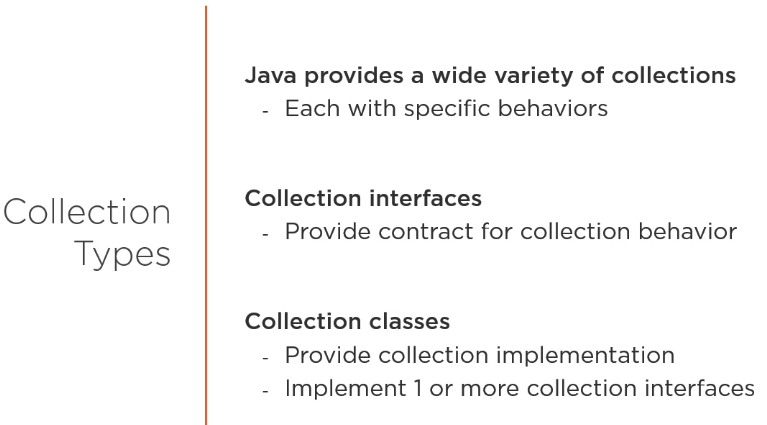 Collection
Types
Java provides a wide variety of collections
- Each with specific behaviors
Collection interfaces
- Provide contract for collection behavior
Collection classes
- Provide collection implementation
- Implement 1 or more collection interfaces